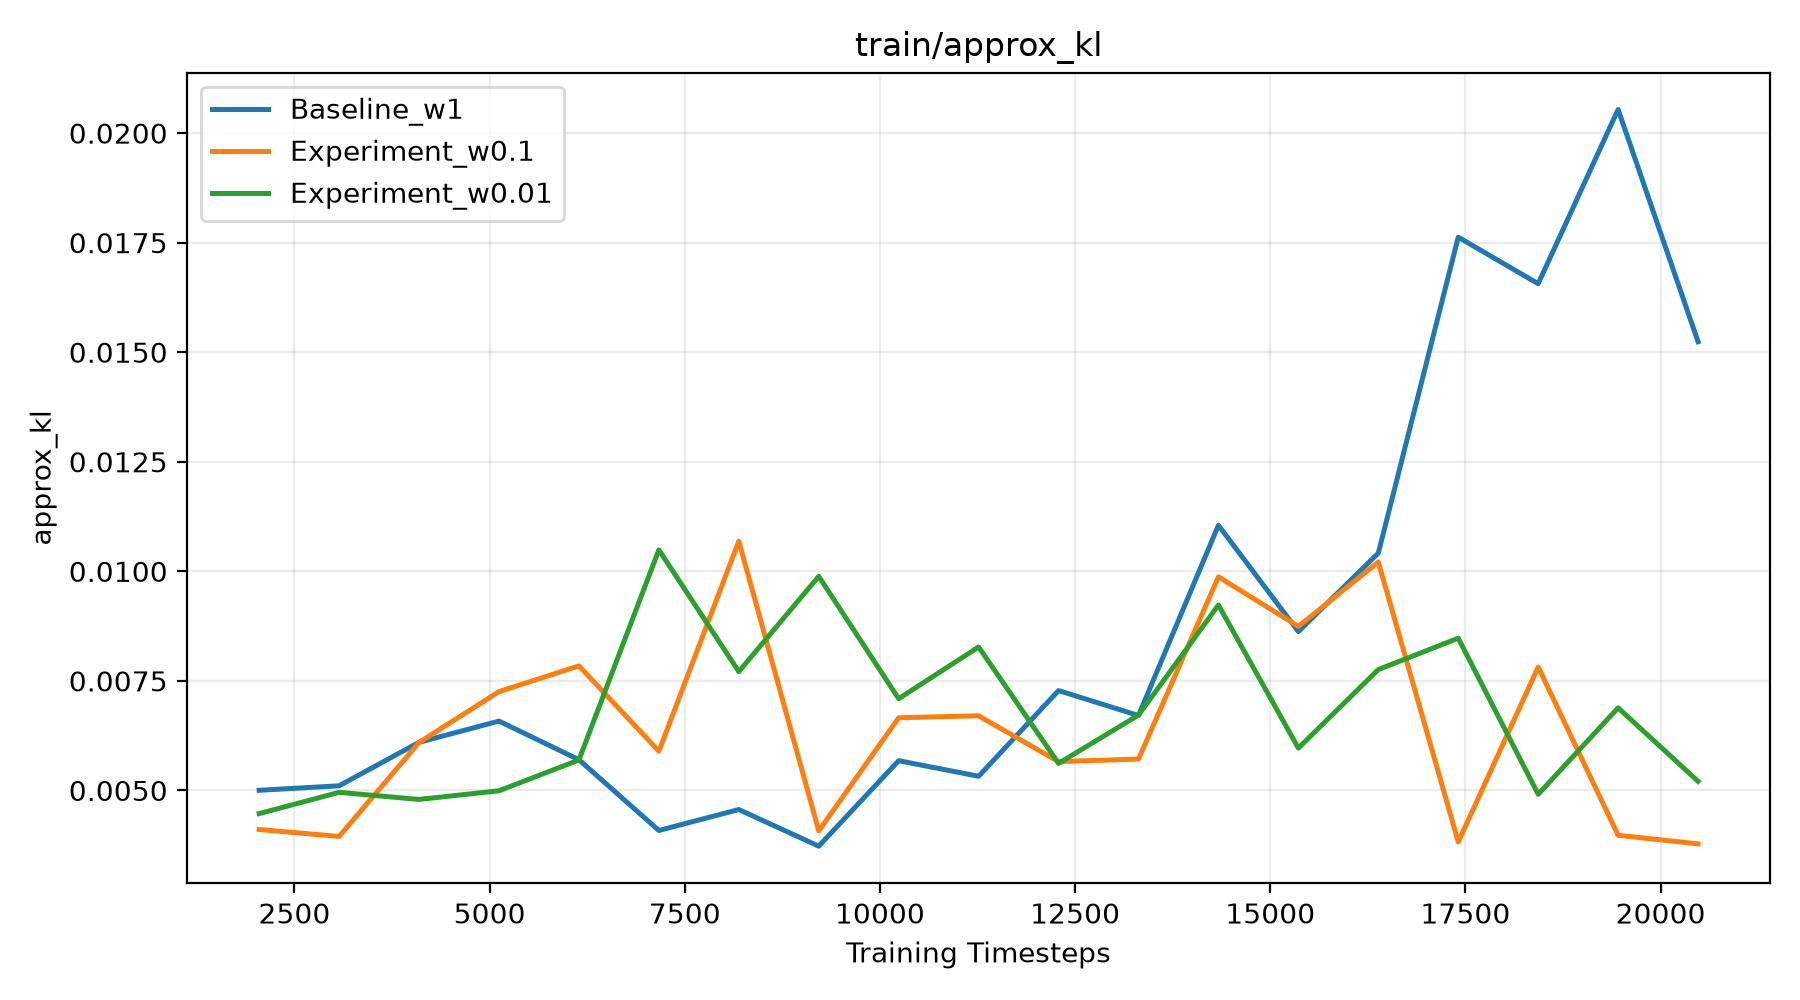 train/approx_kl
Baseline_w1
Experiment_w0.1
Experiment_w0.01
0.0200
0.0175
0.0150
0.0125
0.0100
0.0075
0.0050
approx_kl
2500 5000 7500 10000 12500 15000 17500 20000
Training Timesteps